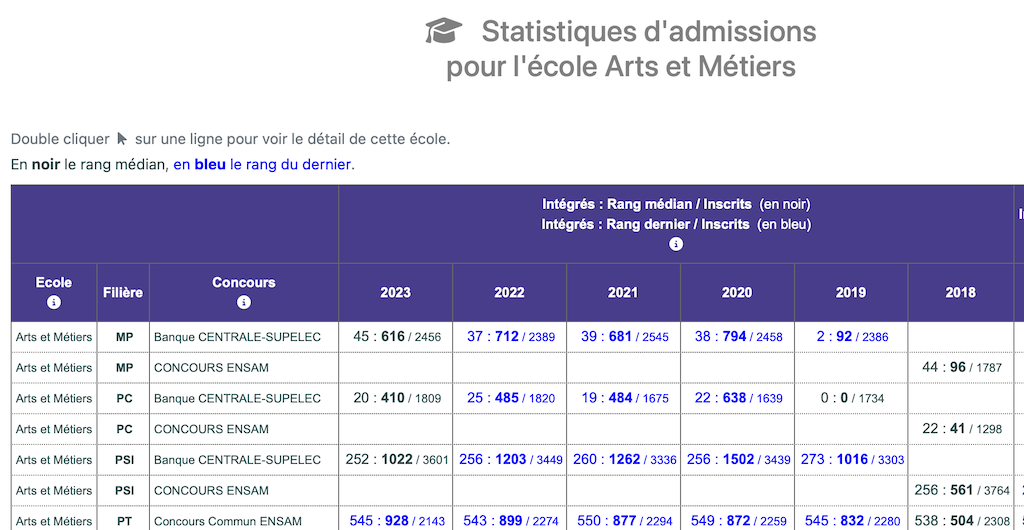 Statistiques d'admissions
pour l'école Arts et Métiers
Double cliquer sur une ligne pour voir le détail de cette école.
En noir le rang médian, en bleu le rang du dernier.
Intégrés : Rang médian / Inscrits (en noir)
Intégrés : Rang dernier / Inscrits (en bleu)
Ecole Filière Concours 2023 2022 2021 2020 2019 2018
Arts et Métiers MP Banque CENTRALE-SUPELEC 45 : 616 / 2456 37 : 712 / 2389 39 : 681 / 2545 38 : 794 / 2458 2 : 92 / 2386
Arts et Métiers MP CONCOURS ENSAM 44 : 96 / 1787
Arts et Métiers PC Banque CENTRALE-SUPELEC 20 : 410 / 1809 25 : 485 / 1820 19 : 484 / 1675 22 : 638 / 1639 0 : 0 / 1734
Arts et Métiers PC CONCOURS ENSAM 22 : 41 / 1298
Arts et Métiers PSI Banque CENTRALE-SUPELEC 252 : 1022 / 3601 256 : 1203 / 3449 260 : 1262 / 3336 256 : 1502 / 3439 273 : 1016 / 3303
Arts et Métiers PSI CONCOURS ENSAM 256 : 561 / 3764
Arts et Métiers PT Concours Commun ENSAM 545 : 928 / 2143 543 : 899 / 2274 550 : 877 / 2294 549 : 872 / 2259 545 : 832 / 2280 538 : 504 / 2308